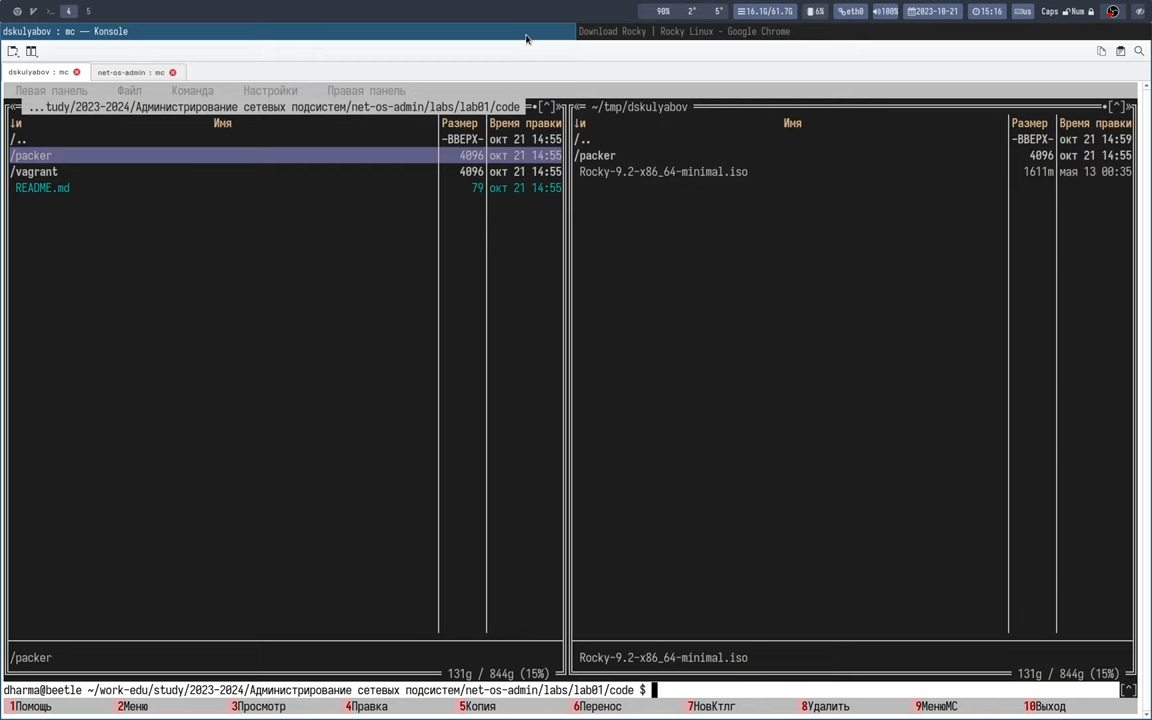 4 5 90% 2° 5° 16.1G/61.7G 6% eth0 100% 2023-10-21 15:16 us Caps Num
dskulyabov : mc — Konsole
Download Rocky | Rocky Linux - Google Chrome
dskulyabov : mc
net-os-admin : mc
Левая панель Файл Команда Настройки Правая панель
...tudy/2023-2024/Администрирование сетевых подсистем/net-os-admin/labs/lab01/code
↓и Имя Размер Время правки
/.. -ВВЕРХ- окт 21 14:55
/packer 4096 окт 21 14:55
/vagrant 4096 окт 21 14:55
README.md 79 окт 21 14:55
/packer
131g / 844g (15%)
~/tmp/dskulyabov
↓и Имя Размер Время правки
/.. -ВВЕРХ- окт 21 14:59
/packer 4096 окт 21 14:55
Rocky-9.2-x86_64-minimal.iso 1611m мая 13 00:35
Rocky-9.2-x86_64-minimal.iso
131g / 844g (15%)
dharma@beetle ~/work-edu/study/2023-2024/Администрирование сетевых подсистем/net-os-admin/labs/lab01/code $ [^]
1Помощь 2Меню 3Просмотр 4Правка 5Копия 6Перенос 7НовКтлг 8Удалить 9МенюМС 10Выход